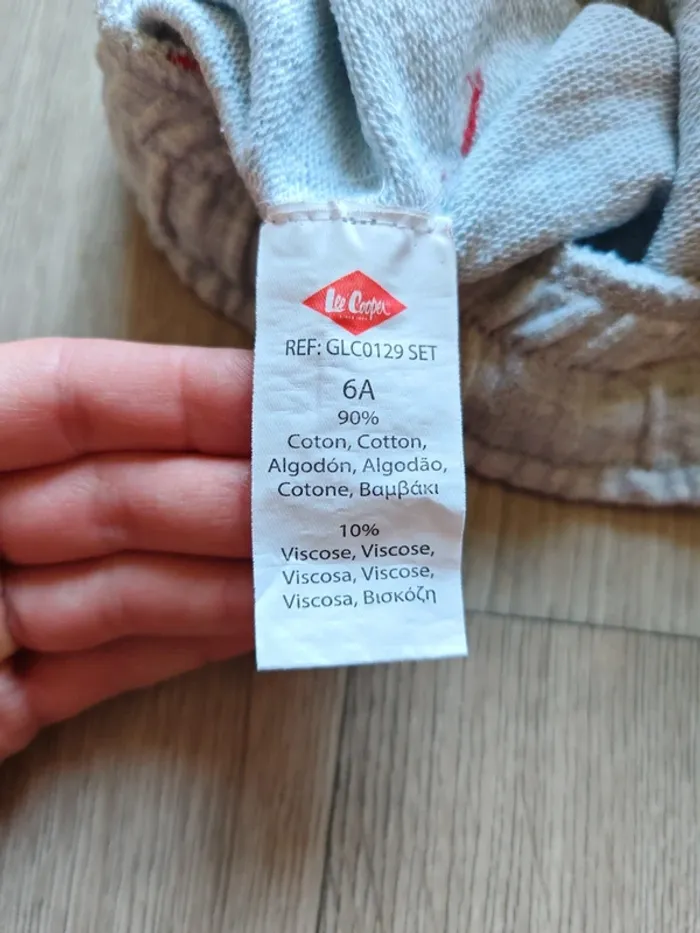 Lee Cooper
REF: GLC0129 SET
6A
90%
Coton, Cotton,
Algodón, Algodão,
Cotone, Βαμβάκι
10%
Viscose, Viscose,
Viscosa, Viscose,
Viscosa, Βισκόζη